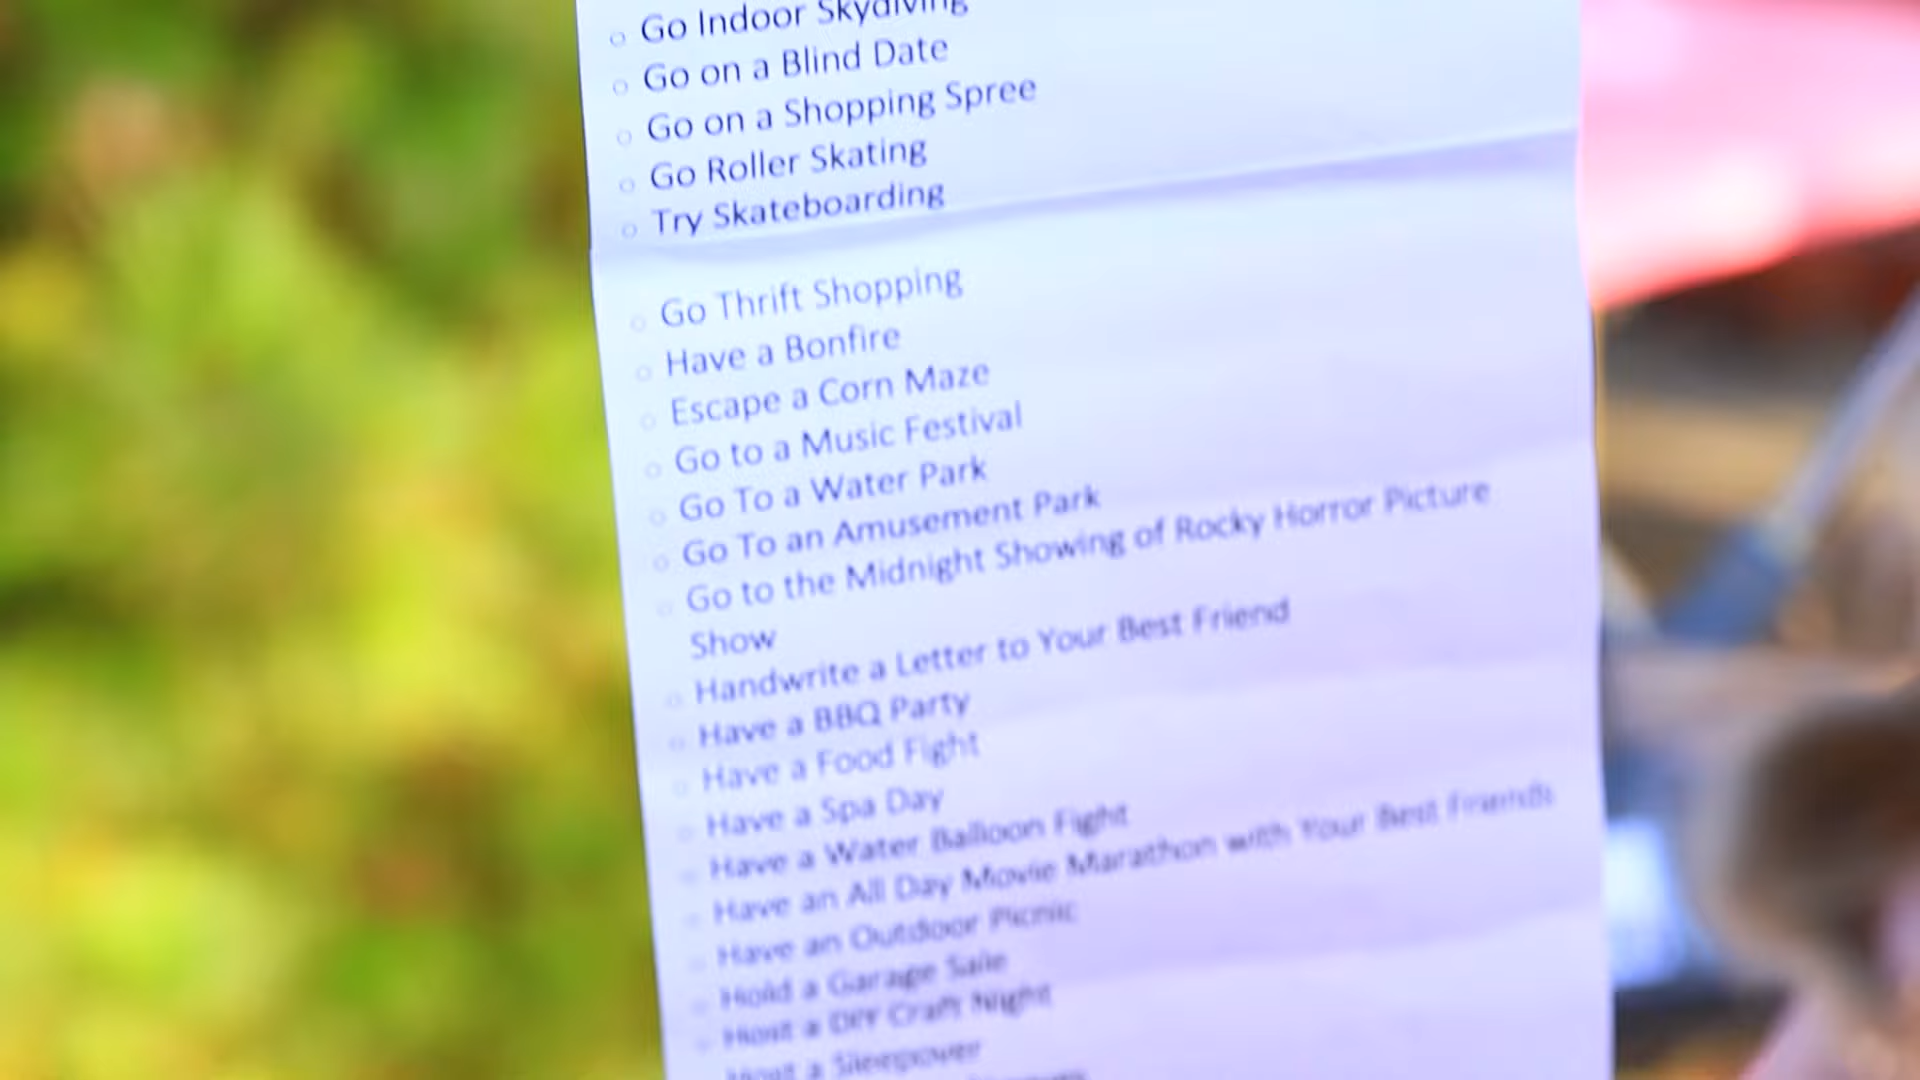 Go Indoor Skydiving
Go on a Blind Date
Go on a Shopping Spree
Go Roller Skating
Try Skateboarding
Go Thrift Shopping
Have a Bonfire
Escape a Corn Maze
Go to a Music Festival
Go To a Water Park
Go To an Amusement Park
Go to the Midnight Showing of Rocky Horror Picture
Show
Handwrite a Letter to Your Best Friend
Have a BBQ Party
Have a Food Fight
Have a Spa Day
Have a Water Balloon Fight
Have an All Day Movie Marathon with Your Best Friends
Have an Outdoor Picnic
Hold a Garage Sale
Host a DIY Craft Night
Host a Sleepover